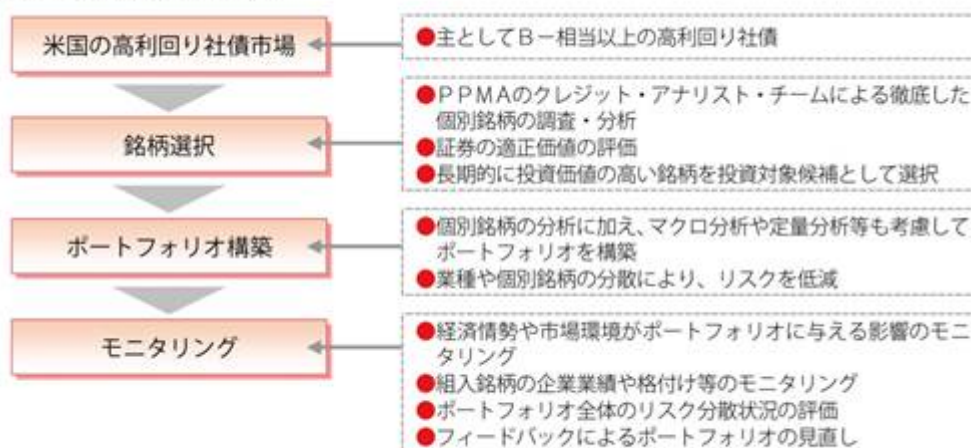 米国の高利回り社債市場
●主としてB－相当以上の高利回り社債
銘柄選択
●PPMAのクレジット・アナリスト・チームによる徹底した
個別銘柄の調査・分析
●証券の適正価値の評価
●長期的に投資価値の高い銘柄を投資対象候補として選択
ポートフォリオ構築
●個別銘柄の分析に加え、マクロ分析や定量分析等も考慮して
ポートフォリオを構築
●業種や個別銘柄の分散により、リスクを低減
モニタリング
●経済情勢や市場環境がポートフォリオに与える影響のモニ
タリング
●組入銘柄の企業業績や格付け等のモニタリング
●ポートフォリオ全体のリスク分散状況の評価
●フィードバックによるポートフォリオの見直し